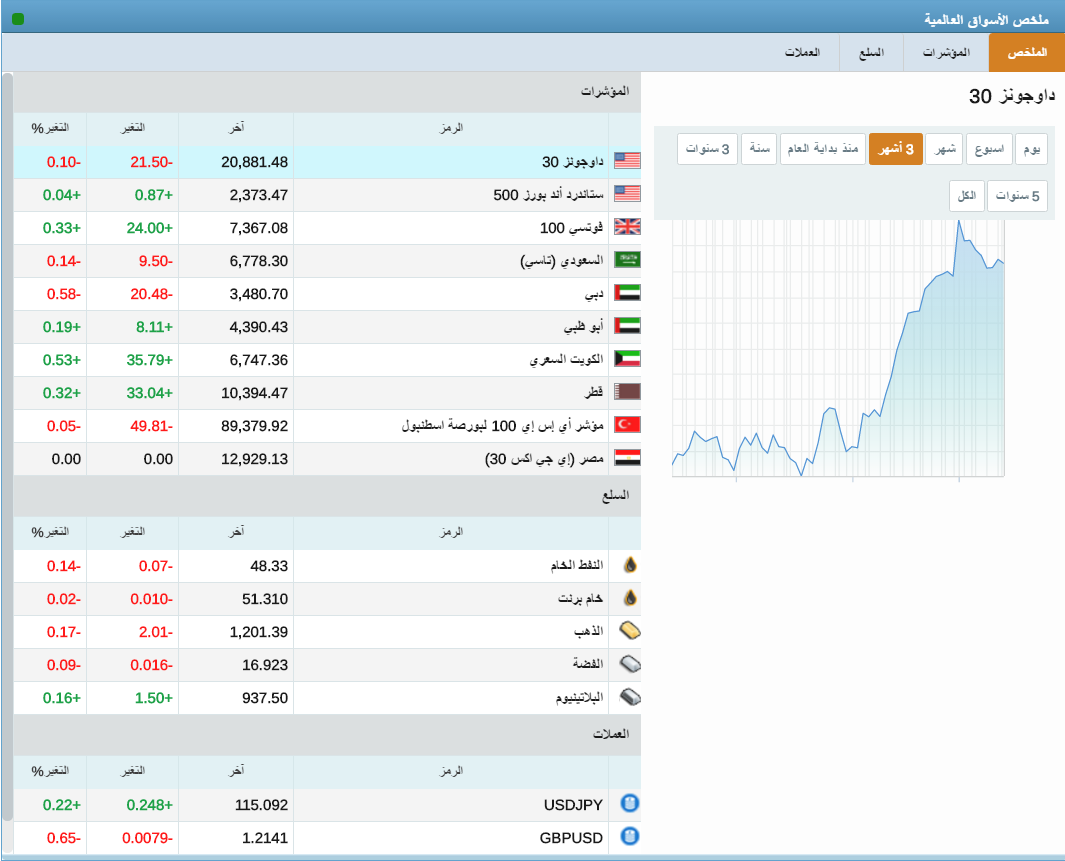 ملخص الأسواق العالمية
الملخص المؤشرات السلع العملات
داوجونز 30
يوم اسبوع شهر 3 أشهر منذ بداية العام سنة 3 سنوات
5 سنوات الكل
المؤشرات
الرمز آخر التغير التغير%
داوجونز 30 20,881.48 21.50- 0.10-
ستاندرد أند بورز 500 2,373.47 0.87+ 0.04+
فوتسي 100 7,367.08 24.00+ 0.33+
السعودي (تاسي) 6,778.30 9.50- 0.14-
دبي 3,480.70 20.48- 0.58-
أبو ظبي 4,390.43 8.11+ 0.19+
الكويت السعري 6,747.36 35.79+ 0.53+
قطر 10,394.47 33.04+ 0.32+
مؤشر أي إس إي 100 لبورصة اسطنبول 89,379.92 49.81- 0.05-
مصر (إي جي اكس 30) 12,929.13 0.00 0.00
السلع
الرمز آخر التغير التغير%
النفط الخام 48.33 0.07- 0.14-
خام برنت 51.310 0.010- 0.02-
الذهب 1,201.39 2.01- 0.17-
الفضة 16.923 0.016- 0.09-
البلاتينيوم 937.50 1.50+ 0.16+
العملات
الرمز آخر التغير التغير%
USDJPY 115.092 0.248+ 0.22+
GBPUSD 1.2141 0.0079- 0.65-